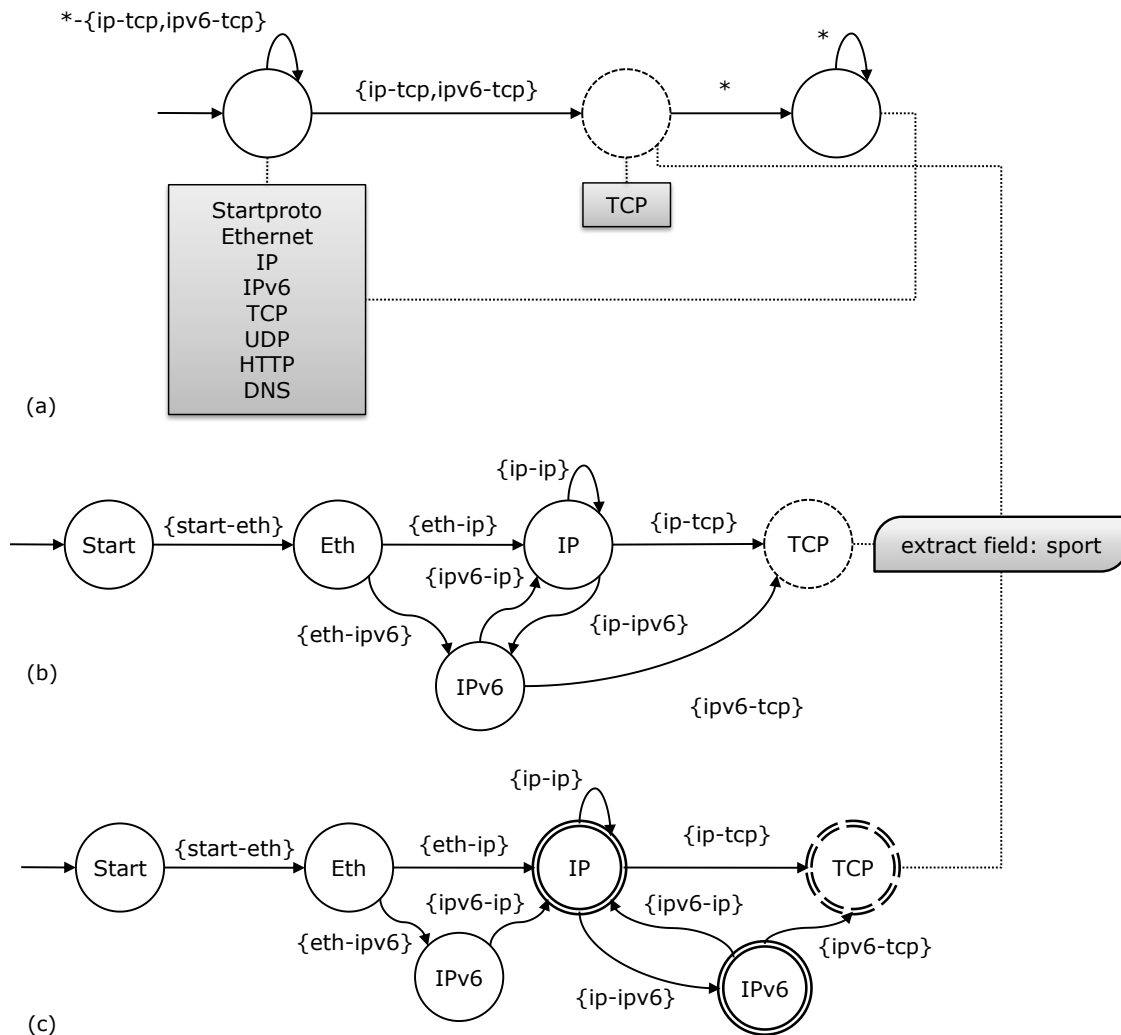 *-{ip-tcp,ipv6-tcp}
{ip-tcp,ipv6-tcp}
*
*
Startproto
Ethernet
IP
IPv6
TCP
UDP
HTTP
DNS
TCP
(a)
{ip-ip}
{start-eth}
{eth-ip}
{ip-tcp}
Start
Eth
IP
TCP
extract field: sport
{ipv6-ip}
{eth-ipv6}
{ip-ipv6}
IPv6
{ipv6-tcp}
(b)
{ip-ip}
{start-eth}
{eth-ip}
{ip-tcp}
Start
Eth
IP
TCP
{ipv6-ip}
{ipv6-ip}
{eth-ipv6}
{ipv6-tcp}
IPv6
{ip-ipv6}
IPv6
(c)